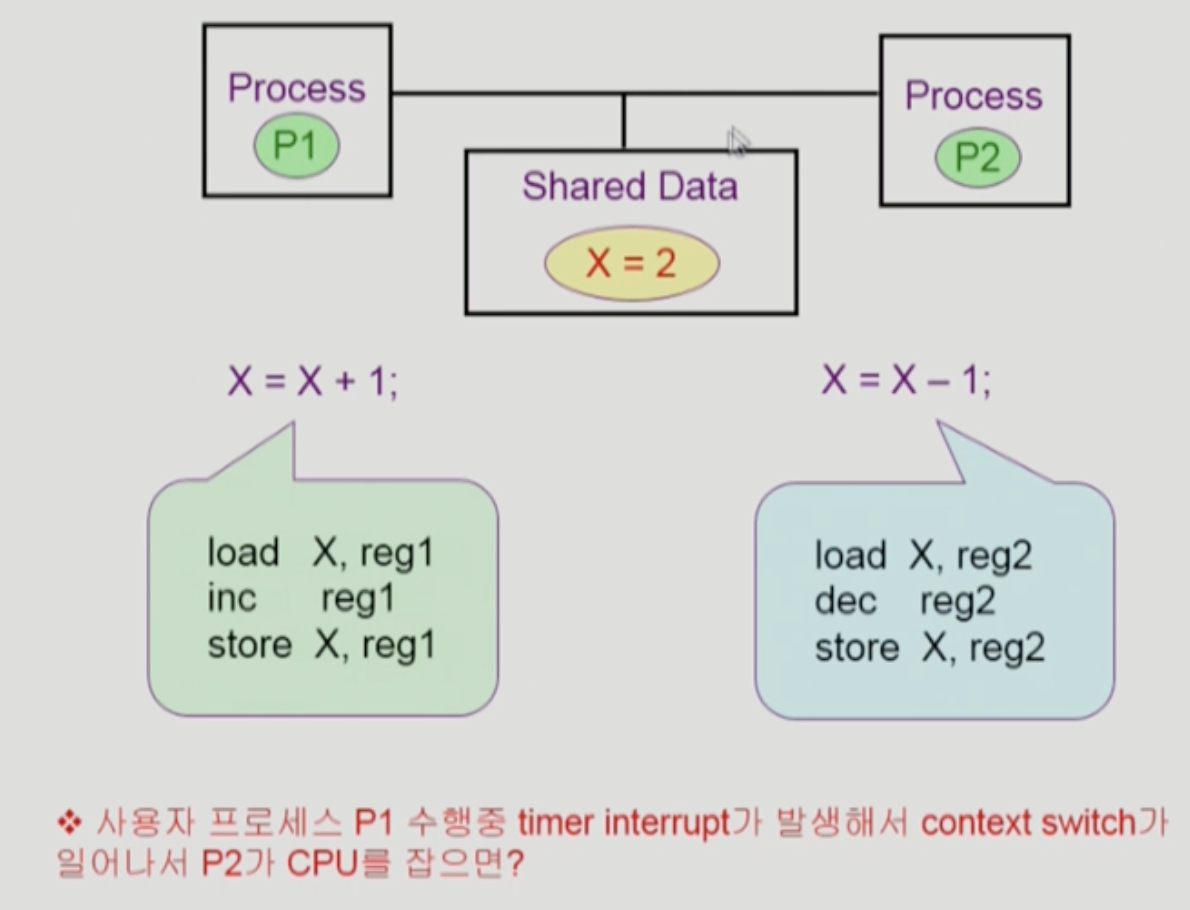 Process
P1
Process
P2
Shared Data
X = 2
X = X + 1;
X = X – 1;
load X, reg1
inc reg1
store X, reg1
load X, reg2
dec reg2
store X, reg2
❖ 사용자 프로세스 P1 수행중 timer interrupt가 발생해서 context switch가
일어나서 P2가 CPU를 잡으면?